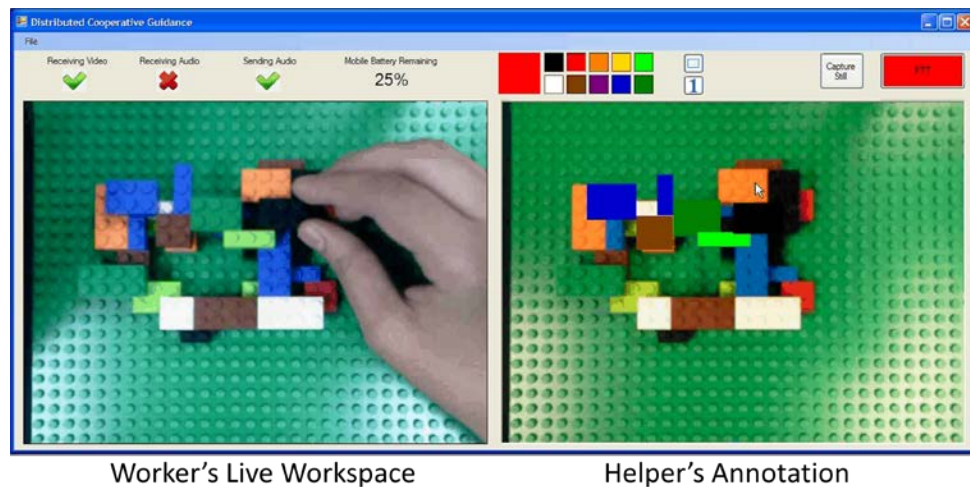 Distributed Cooperative Guidance
File
Receiving Video
Receiving Audio
Sending Audio
Mobile Battery Remaining
25%
1
Capture
Still
PTT
Worker's Live Workspace
Helper's Annotation